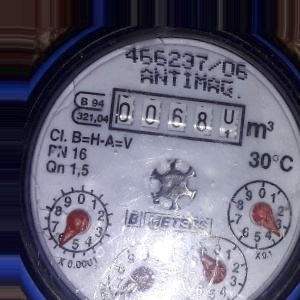 466237/06
ANTIMAG.
B 94
321,04
0068
m³
Cl. B=H-A=V
PN 16
Qn 1,5
30°C
B METERS
X 0.0001
X0.1